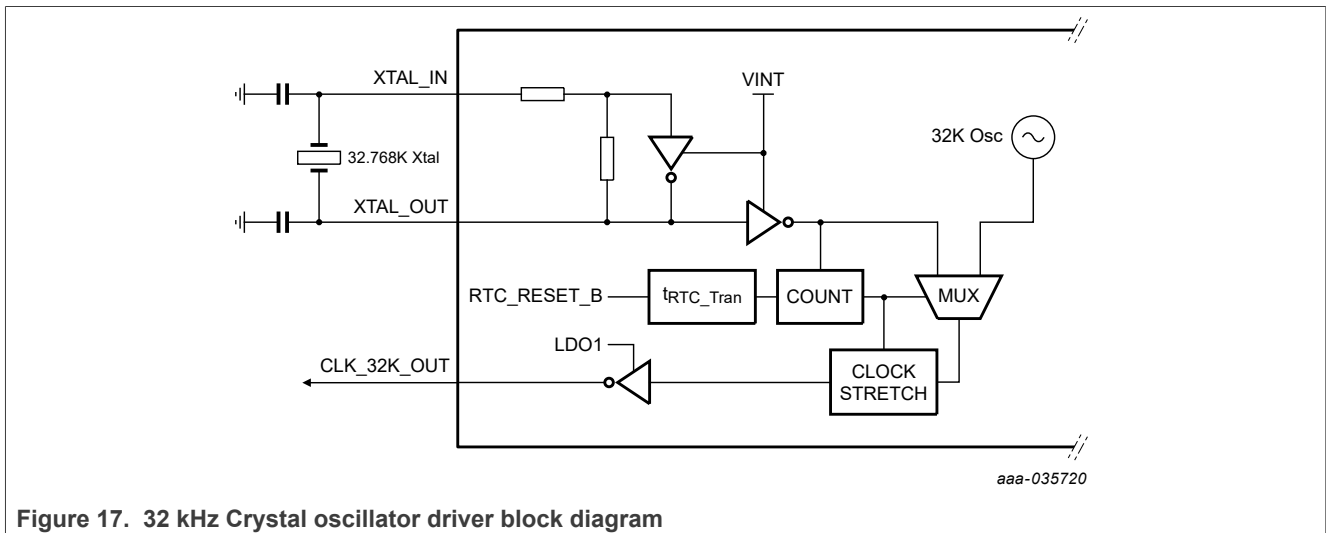 XTAL_IN
VINT
32K Osc
32.768K Xtal
XTAL_OUT
RTC_RESET_B
tRTC_Tran
COUNT
MUX
LDO1
CLK_32K_OUT
CLOCK
STRETCH
aaa-035720
Figure 17. 32 kHz Crystal oscillator driver block diagram